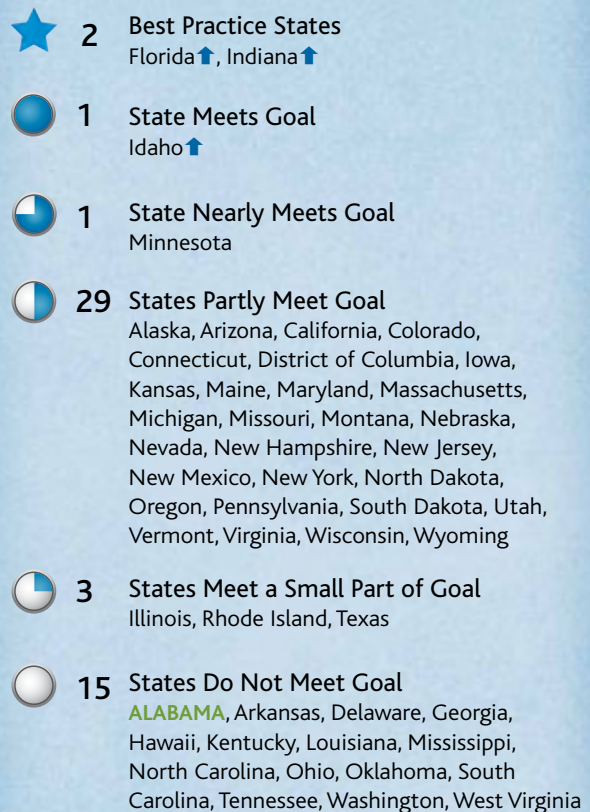 2 Best Practice States
Florida⬆, Indiana⬆
1 State Meets Goal
Idaho⬆
1 State Nearly Meets Goal
Minnesota
29 States Partly Meet Goal
Alaska, Arizona, California, Colorado,
Connecticut, District of Columbia, Iowa,
Kansas, Maine, Maryland, Massachusetts,
Michigan, Missouri, Montana, Nebraska,
Nevada, New Hampshire, New Jersey,
New Mexico, New York, North Dakota,
Oregon, Pennsylvania, South Dakota, Utah,
Vermont, Virginia, Wisconsin, Wyoming
3 States Meet a Small Part of Goal
Illinois, Rhode Island, Texas
15 States Do Not Meet Goal
ALABAMA, Arkansas, Delaware, Georgia,
Hawaii, Kentucky, Louisiana, Mississippi,
North Carolina, Ohio, Oklahoma, South
Carolina, Tennessee, Washington, West Virginia